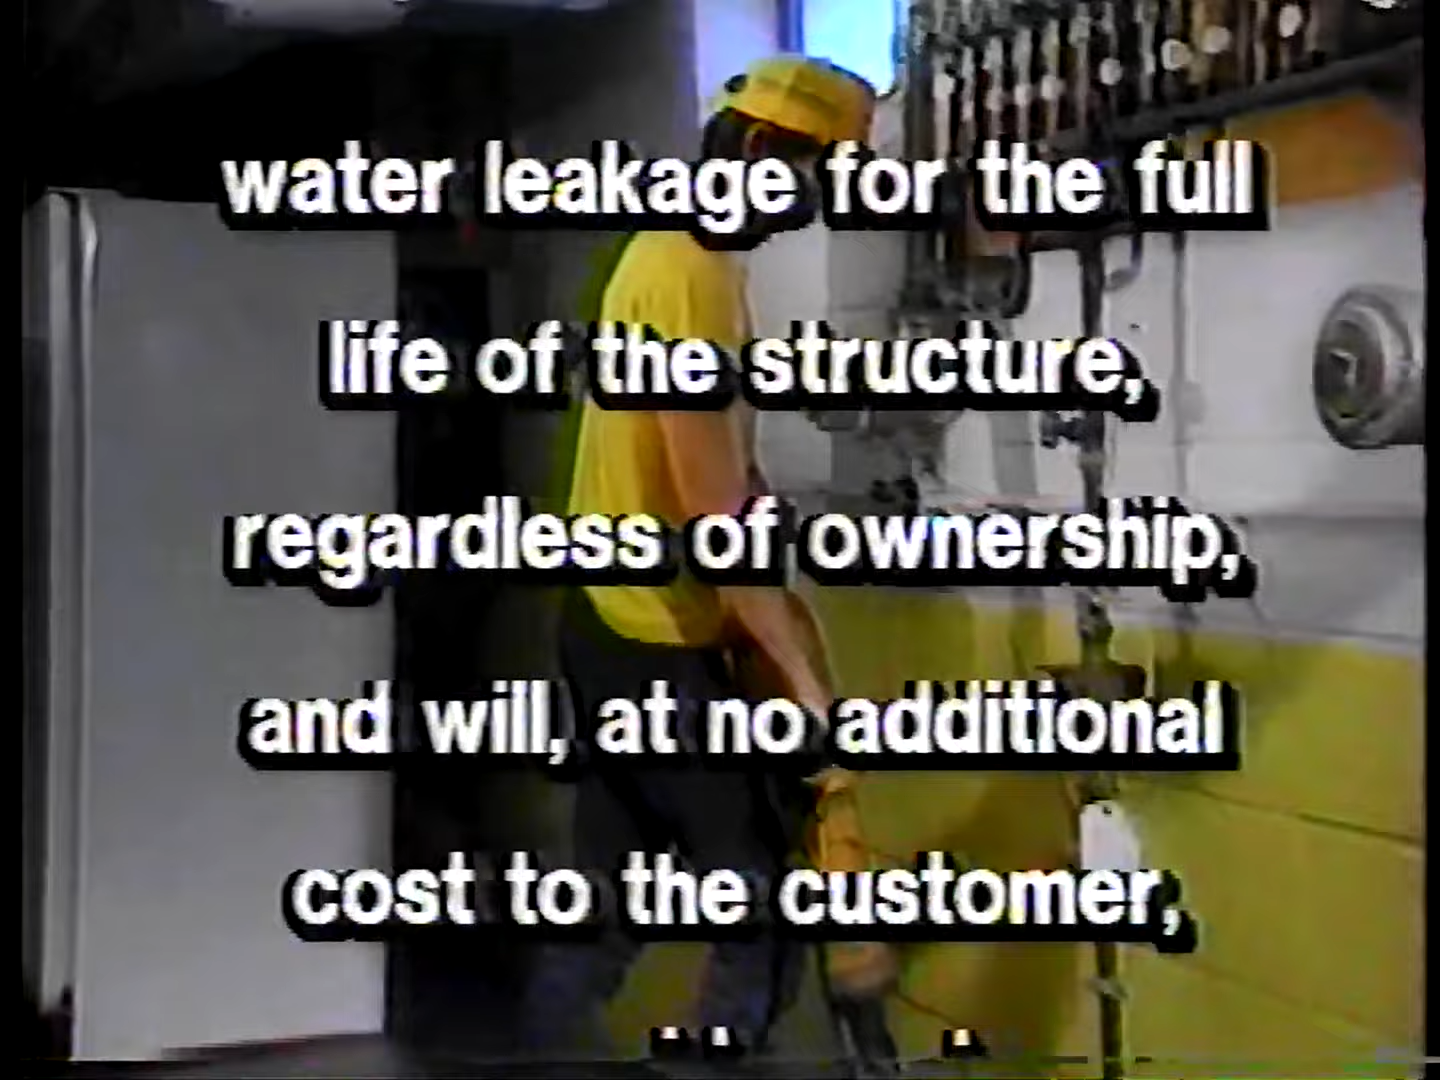 water leakage for the full
life of the structure,
regardless of ownership,
and will, at no additional
cost to the customer,